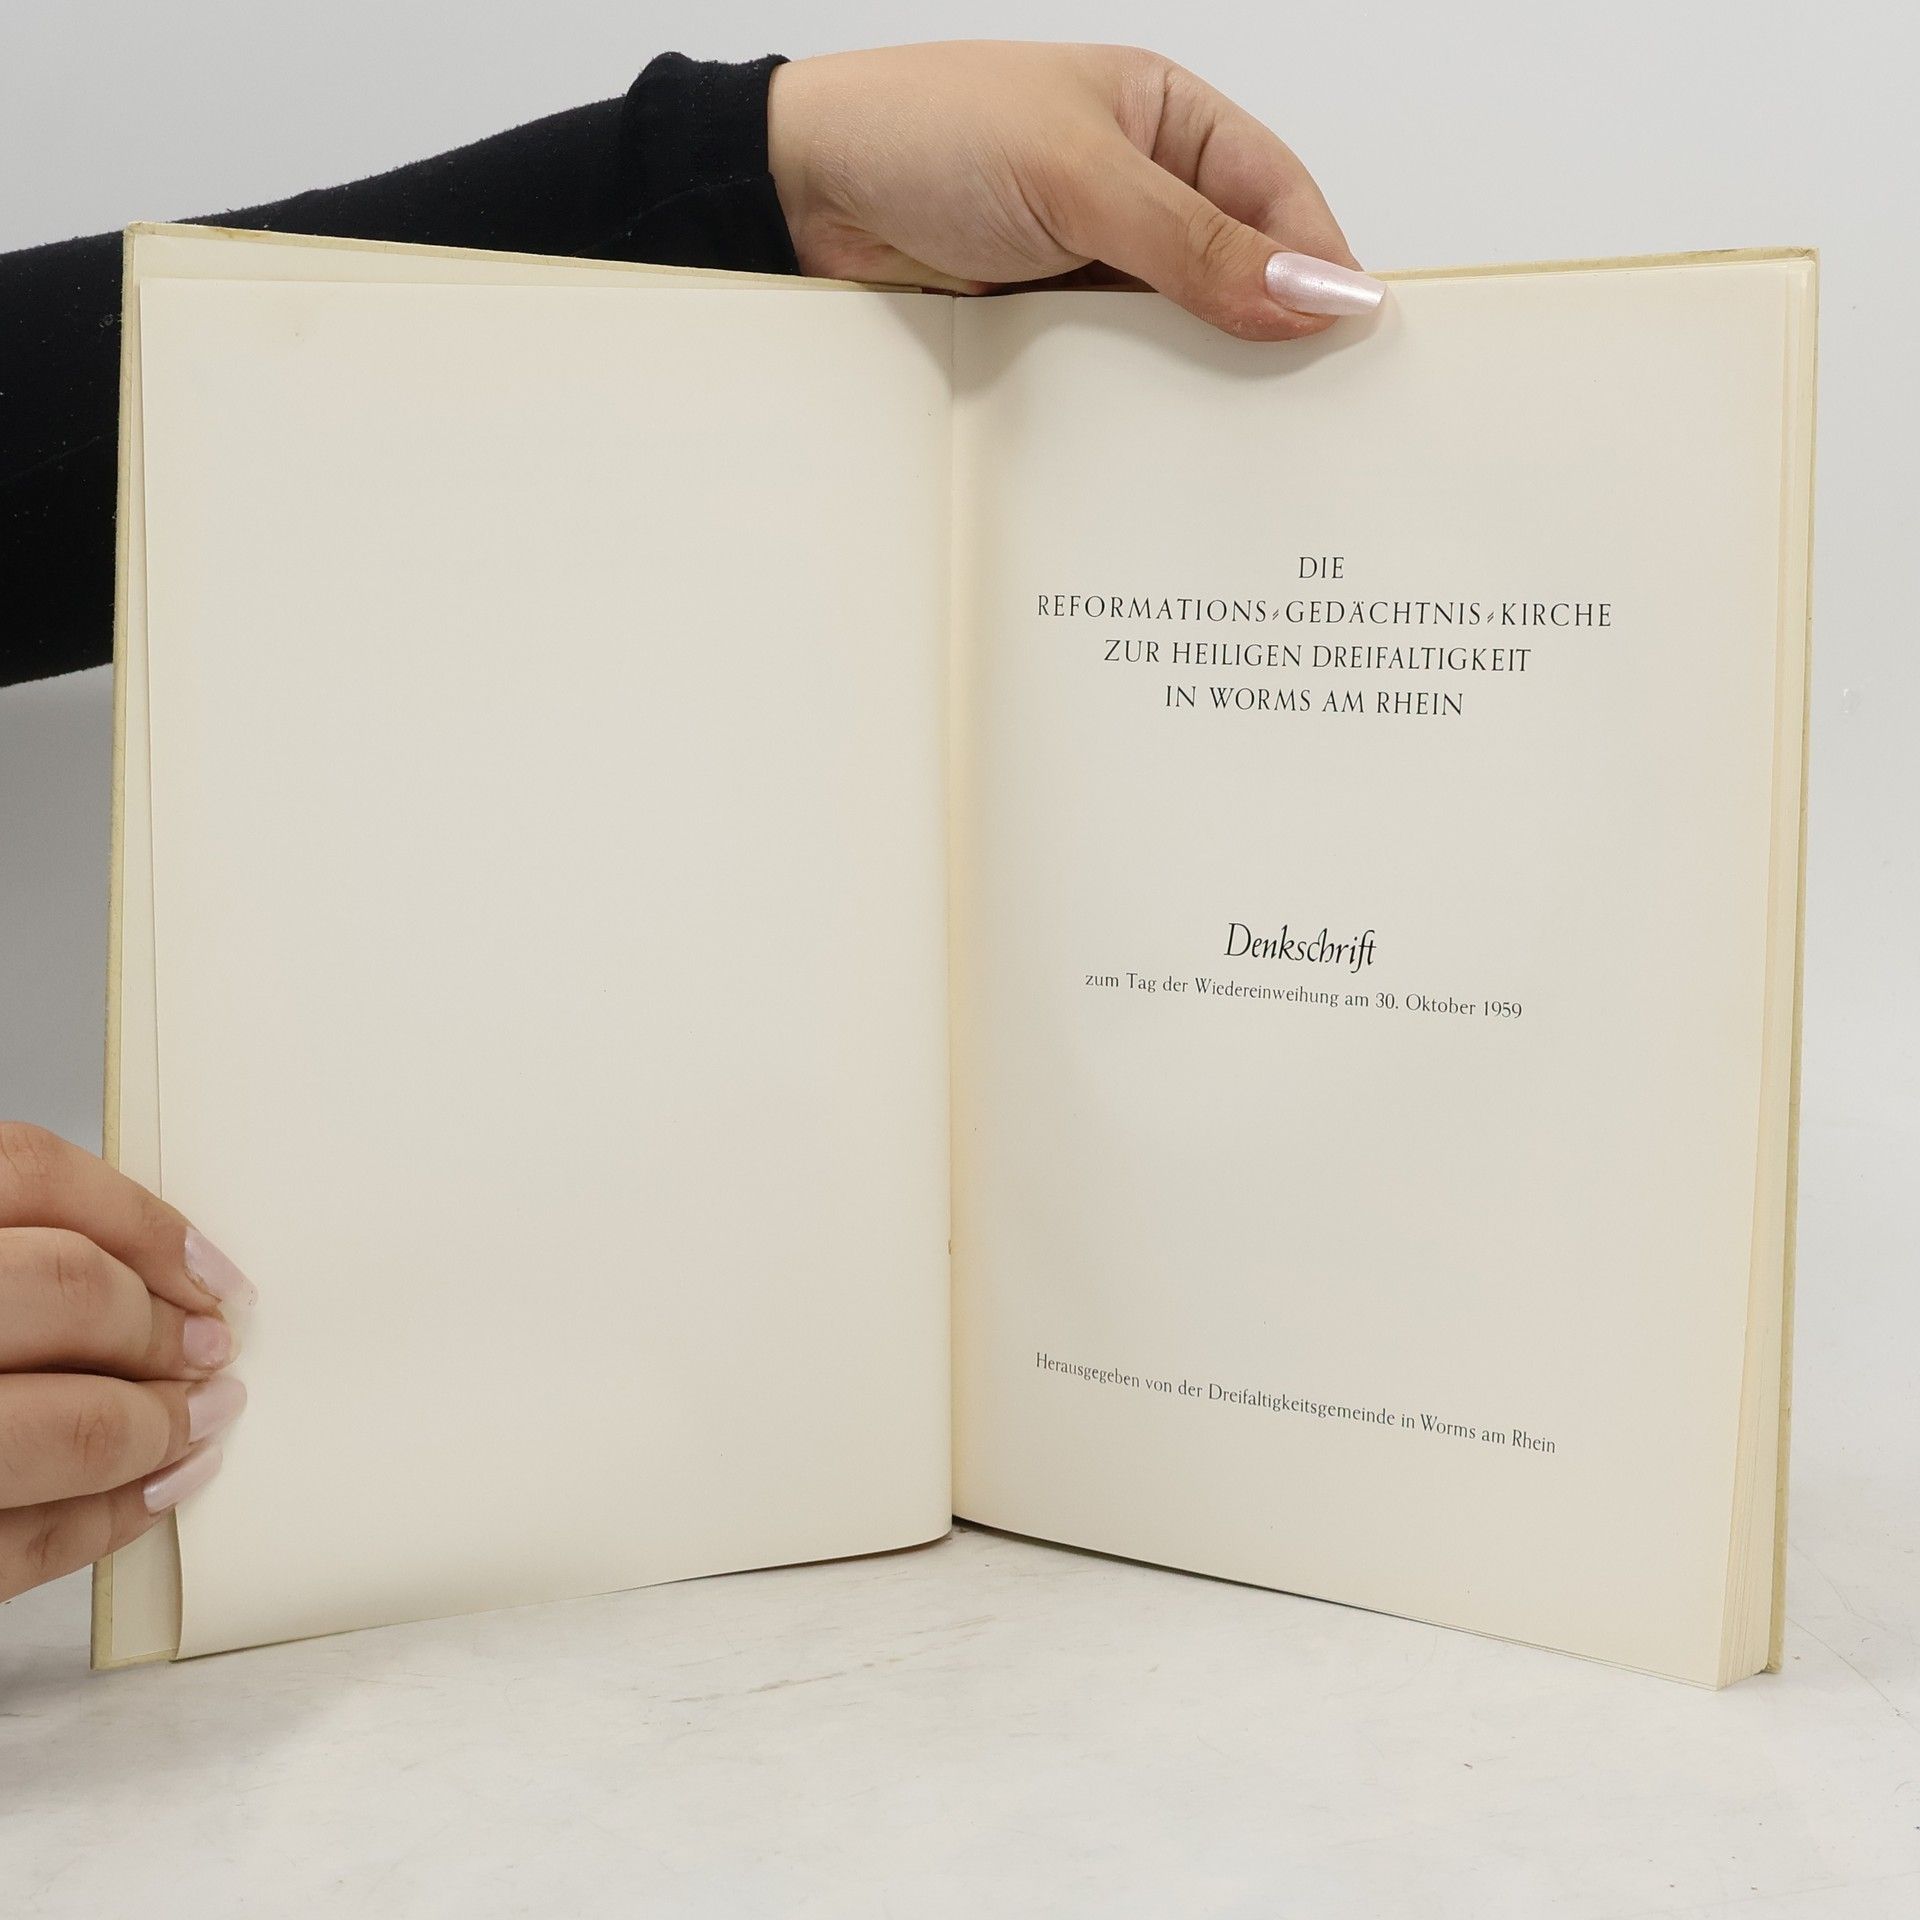 DIE
REFORMATIONS-GEDÄCHTNIS-KIRCHE
ZUR HEILIGEN DREIFALTIGKEIT
IN WORMS AM RHEIN
Denkschrift
zum Tag der Wiedereinweihung am 30. Oktober 1959
Herausgegeben von der Dreifaltigkeitsgemeinde in Worms am Rhein